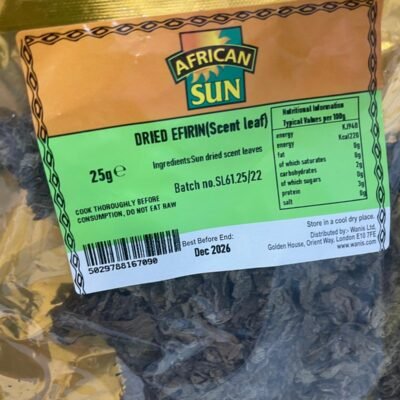 AFRICAN
SUN
DRIED EFIRIN(Scent leaf)
25g℮
Ingredients:Sun dried scent leaves
Batch no.SL61.25/22
COOK THOROUGHLY BEFORE
CONSUMPTION, DO NOT EAT RAW
Nutritional Information
Typical Values per 100g
energy KJ940
energy Kcal220
fat 0g
of which saturates 0g
carbohydrates 2g
of which sugars 0g
protein 3g
salt 0g
5029788167090
Best Before End:
Dec 2026
Store in a cool dry place.
Distributed by:- Wanis Ltd,
Golden House, Orient Way, London E10 7FE
www.wanis.com